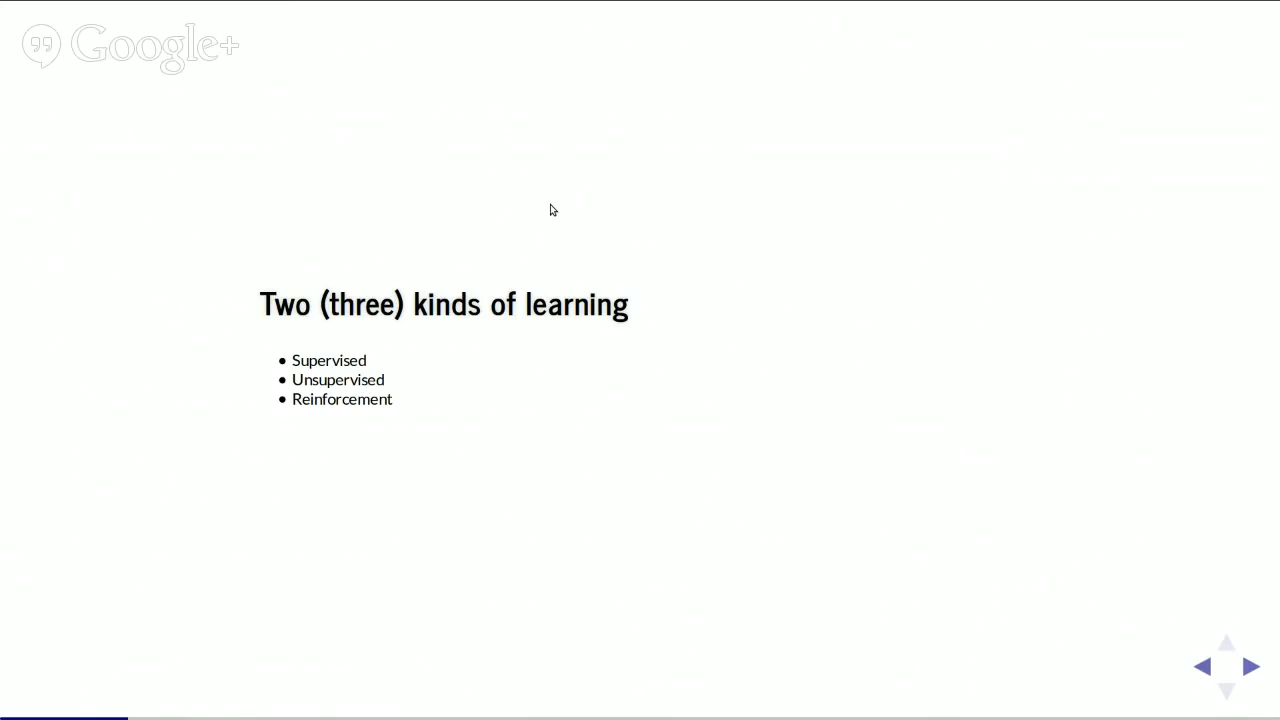 Google+
Two (three) kinds of learning
• Supervised
• Unsupervised
• Reinforcement